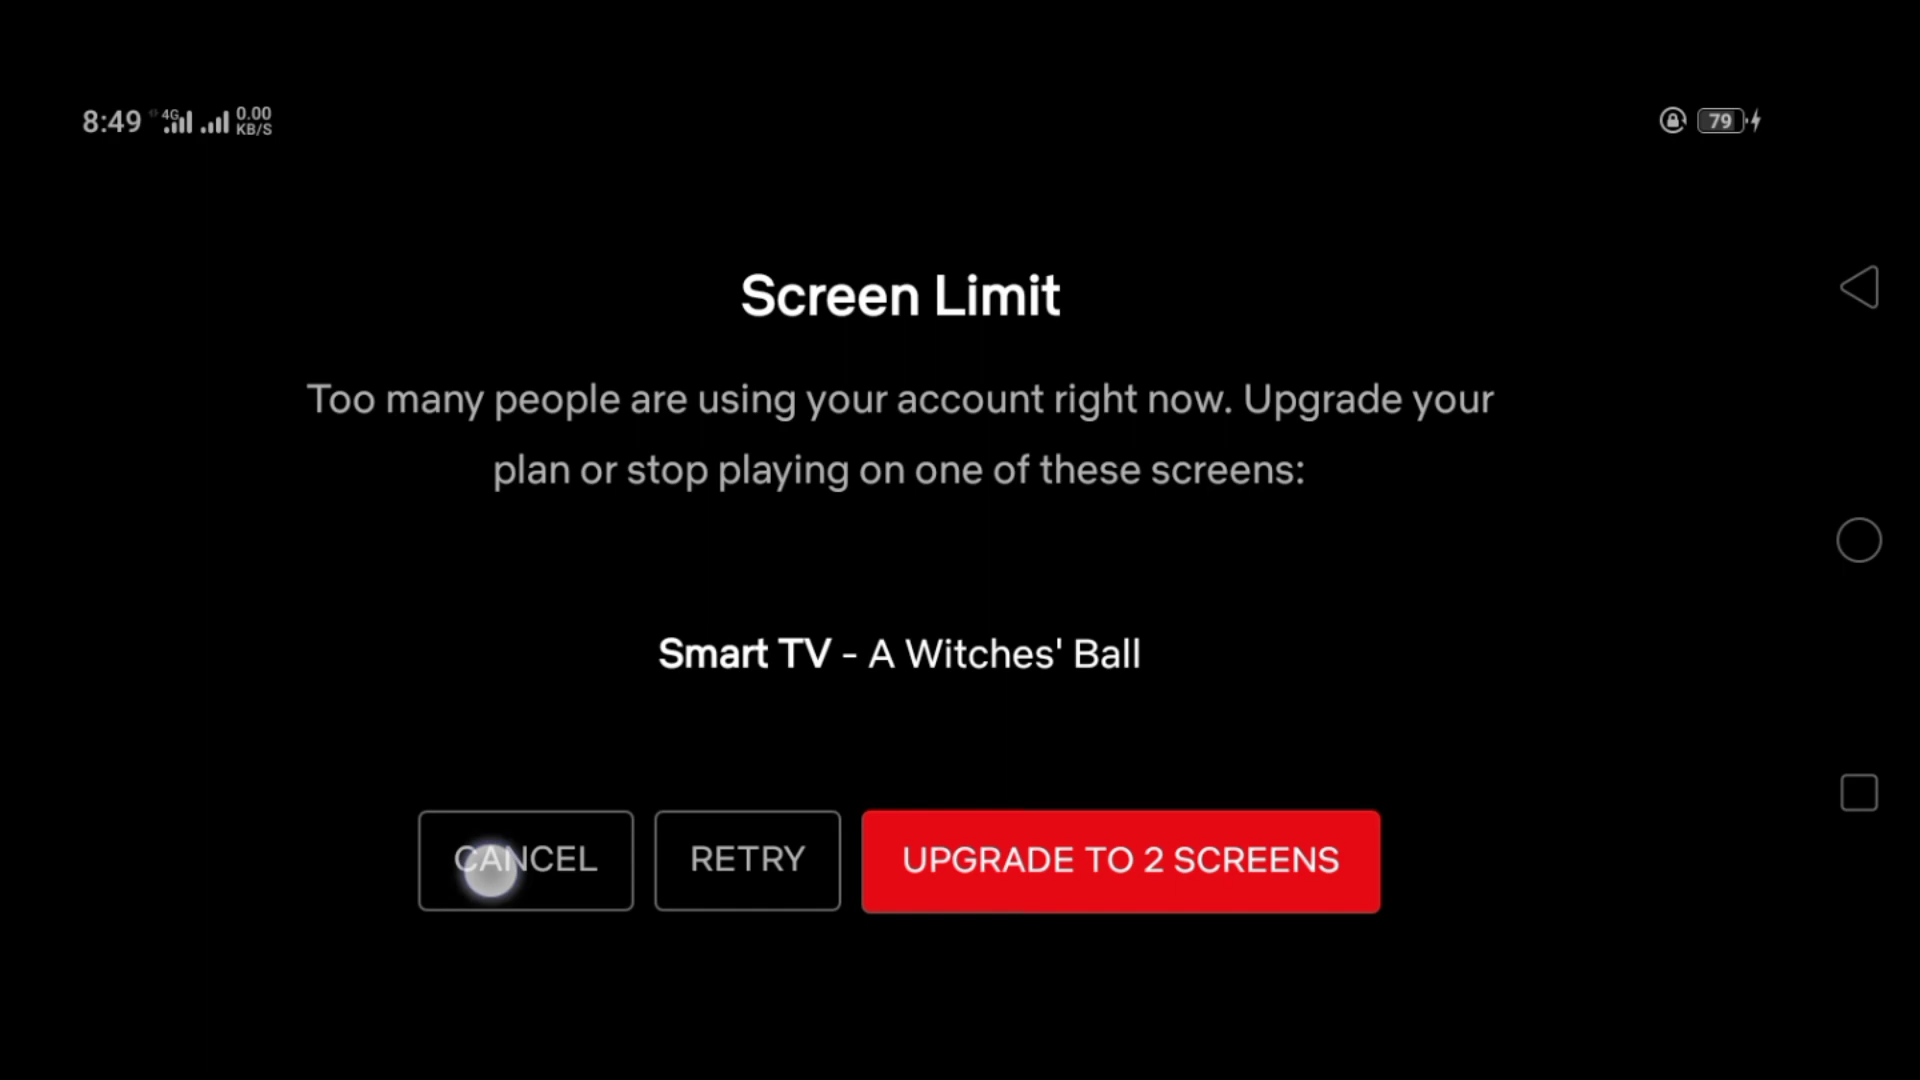 8:49 4G 0.00 KB/S 79
Screen Limit
Too many people are using your account right now. Upgrade your
plan or stop playing on one of these screens:
Smart TV - A Witches' Ball
CANCEL RETRY UPGRADE TO 2 SCREENS